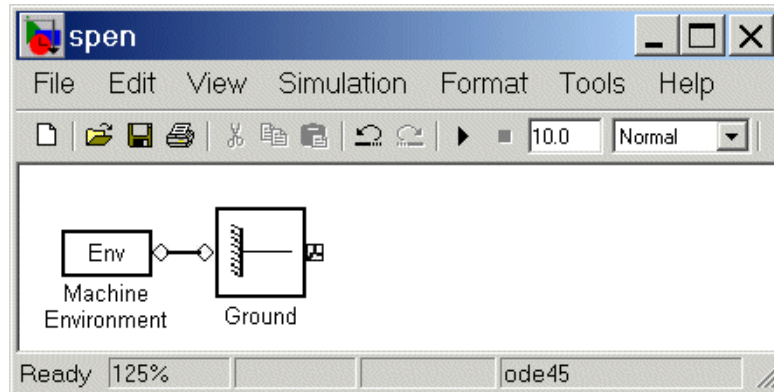 spen
File Edit View Simulation Format Tools Help
10.0 Normal
Env
Machine
Environment
Ground
Ready 125% ode45